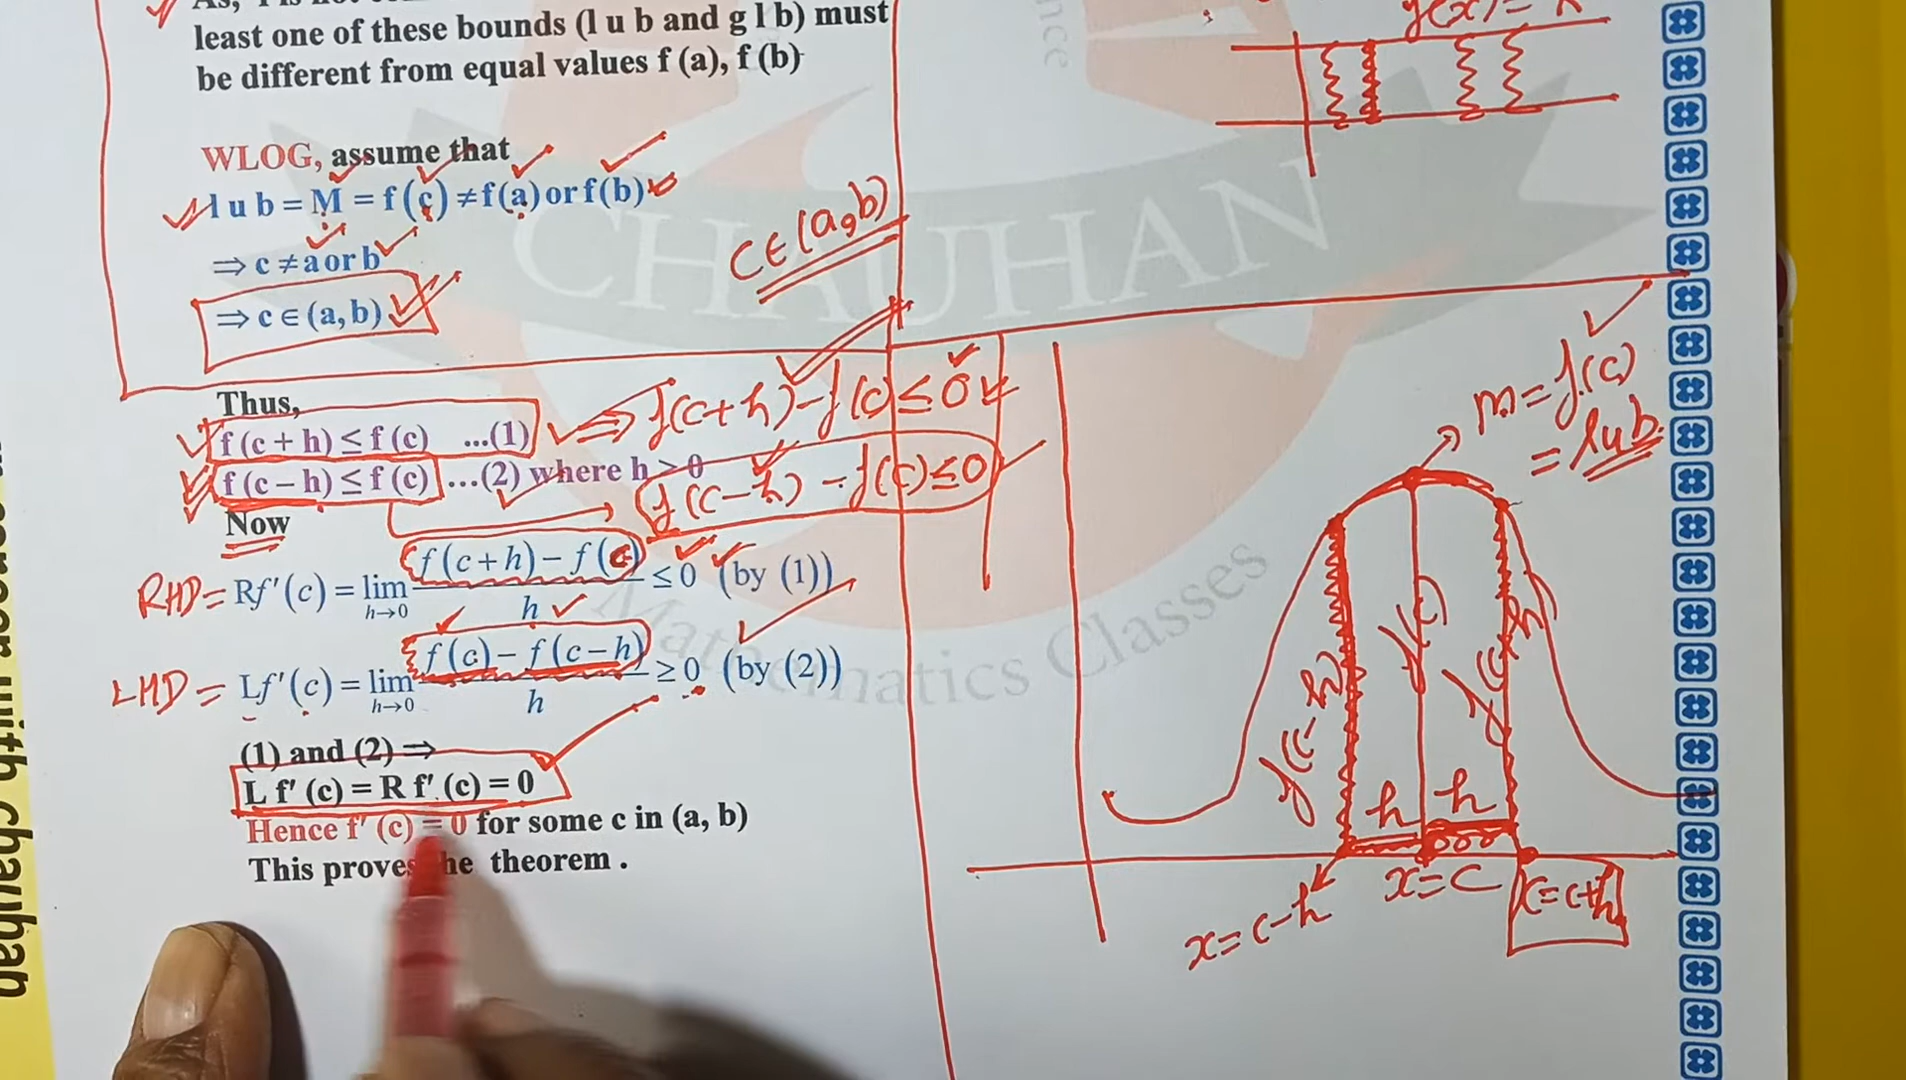 least one of these bounds (l u b and g l b) must
be different from equal values f (a), f (b)
WLOG, assume that
l u b = M = f (c) ≠ f(a) or f(b)
⇒ c ≠ a or b
⇒ c ∈ (a, b)
c ∈ (a, b)
Thus,
f (c + h) ≤ f (c) ...(1)
⇒ f(c+h) - f(c) ≤ 0
f (c – h) ≤ f (c) ...(2) where h > 0
f(c-h) - f(c) ≤ 0
Now
RHD = Rf'(c) = lim h→0 f(c+h) – f(c) / h ≤ 0 (by (1))
LHD = Lf'(c) = lim h→0 f(c) – f(c–h) / h ≥ 0 (by (2))
(1) and (2) ⇒
L f' (c) = R f' (c) = 0
Hence f' (c) = 0 for some c in (a, b)
This proves the theorem .
M = f(c)
= lub
f(c-h)
f(c)
f(c+h)
h h
x = c-h
x = c
x = c+h
CHAUHAN
Mathematics Classes
with chauhan